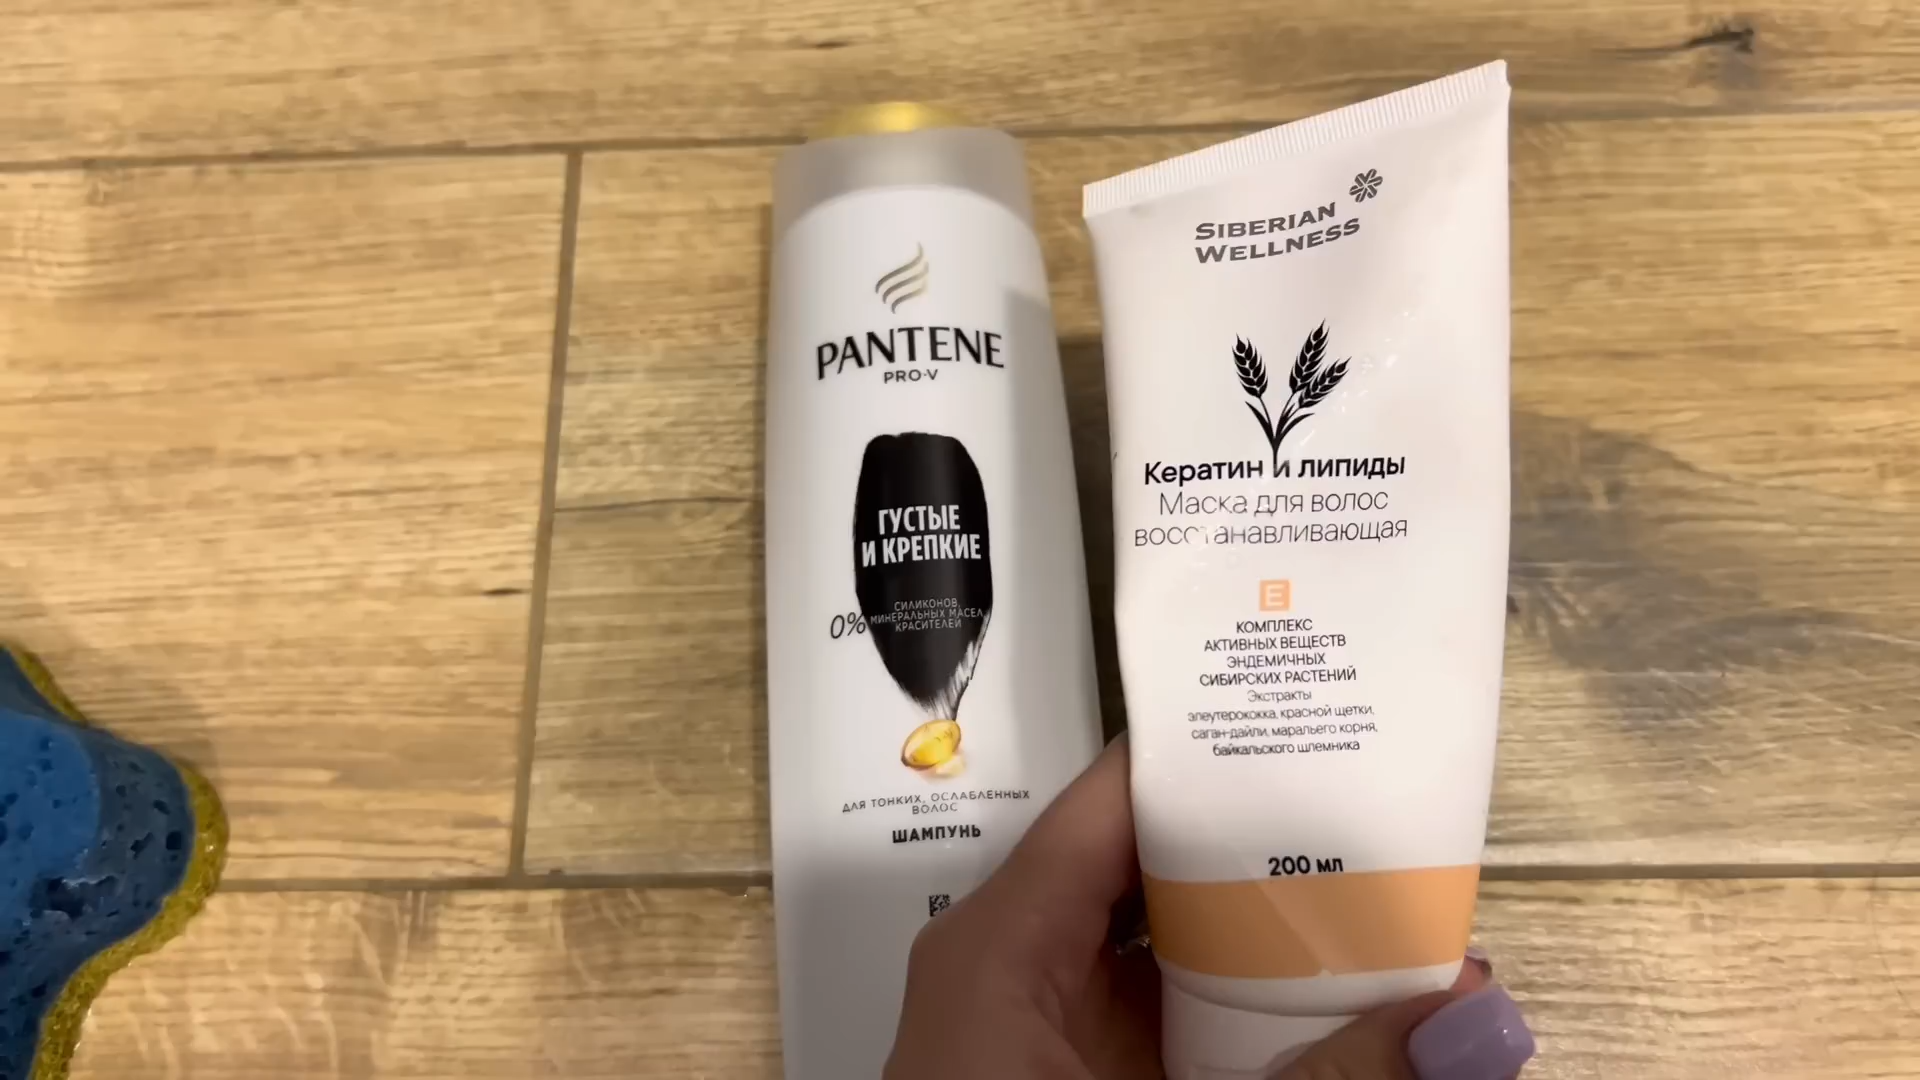 PANTENE
PRO-V
ГУСТЫЕ
И КРЕПКИЕ
0%
СИЛИКОНОВ,
МИНЕРАЛЬНЫХ МАСЕЛ,
КРАСИТЕЛЕЙ
ДЛЯ ТОНКИХ, ОСЛАБЛЕННЫХ
ВОЛОС
ШАМПУНЬ
SIBERIAN
WELLNESS
Кератин и липиды
Маска для волос
восстанавливающая
E
КОМПЛЕКС
АКТИВНЫХ ВЕЩЕСТВ
ЭНДЕМИЧНЫХ
СИБИРСКИХ РАСТЕНИЙ
Экстракты
элеутерококка, красной щетки,
саган-дайли, маральего корня,
байкальского шлемника
200 мл